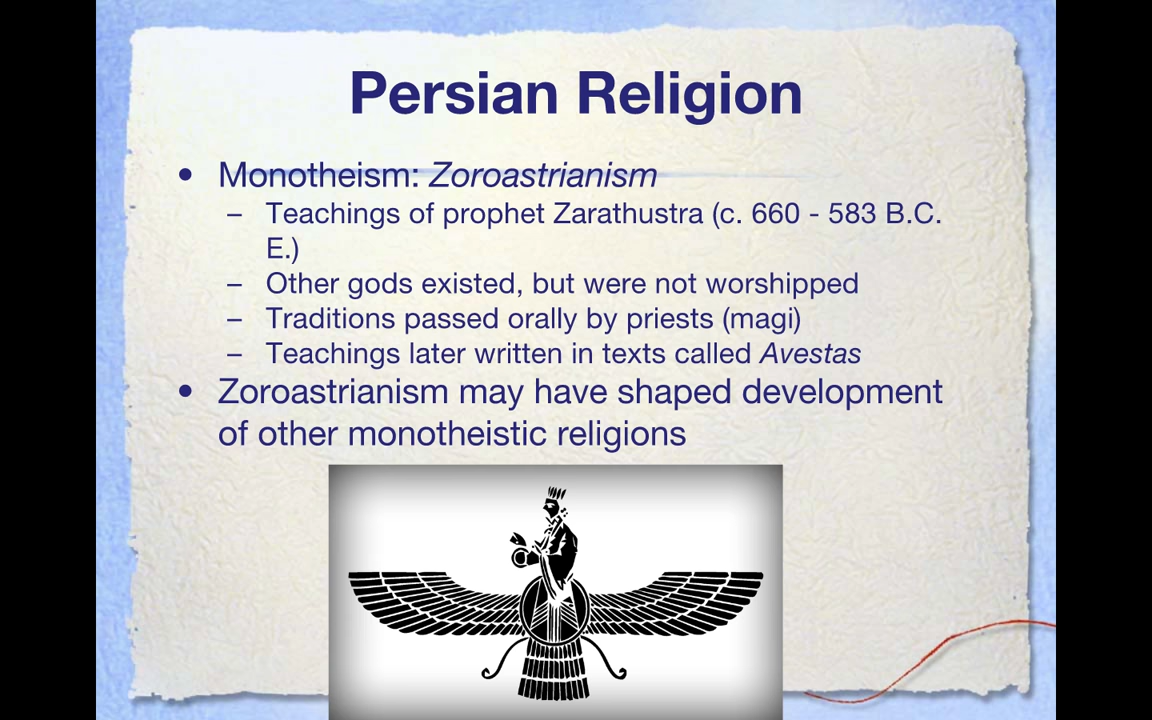 Persian Religion
• Monotheism: Zoroastrianism
– Teachings of prophet Zarathustra (c. 660 - 583 B.C.
E.)
– Other gods existed, but were not worshipped
– Traditions passed orally by priests (magi)
– Teachings later written in texts called Avestas
• Zoroastrianism may have shaped development
of other monotheistic religions